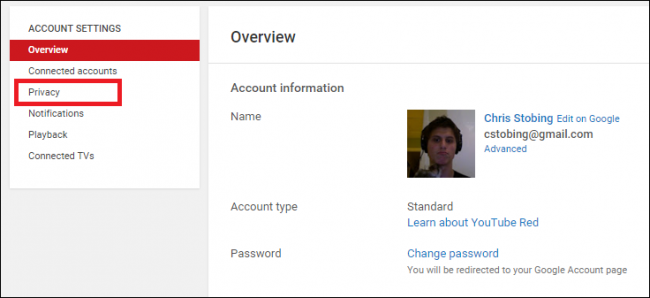 ACCOUNT SETTINGS
Overview
Connected accounts
Privacy
Notifications
Playback
Connected TVs
Overview
Account information
Name
Chris Stobing Edit on Google
cstobing@gmail.com
Advanced
Account type
Standard
Learn about YouTube Red
Password
Change password
You will be redirected to your Google Account page